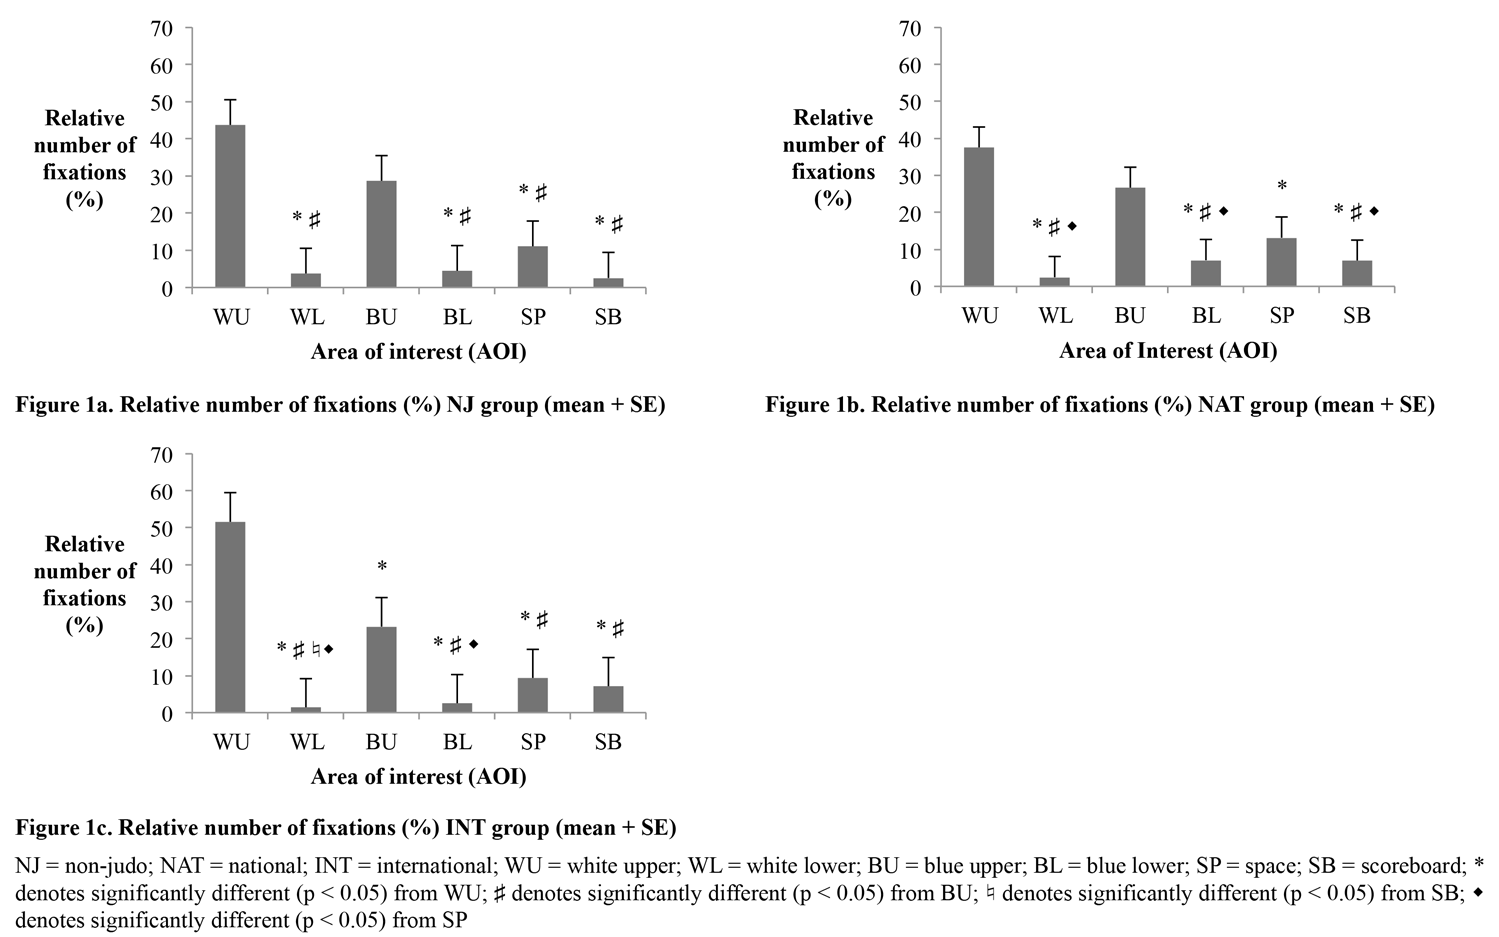 70
60
50
40
30
20
10
0
Relative
number of
fixations
(%)
* ♯
* ♯
* ♯
* ♯
WU WL BU BL SP SB
Area of interest (AOI)
Figure 1a. Relative number of fixations (%) NJ group (mean + SE)
70
60
50
40
30
20
10
0
Relative
number of
fixations
(%)
* ♯ ◆
* ♯ ◆
*
* ♯ ◆
WU WL BU BL SP SB
Area of Interest (AOI)
Figure 1b. Relative number of fixations (%) NAT group (mean + SE)
70
60
50
40
30
20
10
0
Relative
number of
fixations
(%)
* ♯ ♮ ◆
*
* ♯ ◆
* ♯
* ♯
WU WL BU BL SP SB
Area of interest (AOI)
Figure 1c. Relative number of fixations (%) INT group (mean + SE)
NJ = non-judo; NAT = national; INT = international; WU = white upper; WL = white lower; BU = blue upper; BL = blue lower; SP = space; SB = scoreboard; *
denotes significantly different (p < 0.05) from WU; ♯ denotes significantly different (p < 0.05) from BU; ♮ denotes significantly different (p < 0.05) from SB; ◆
denotes significantly different (p < 0.05) from SP